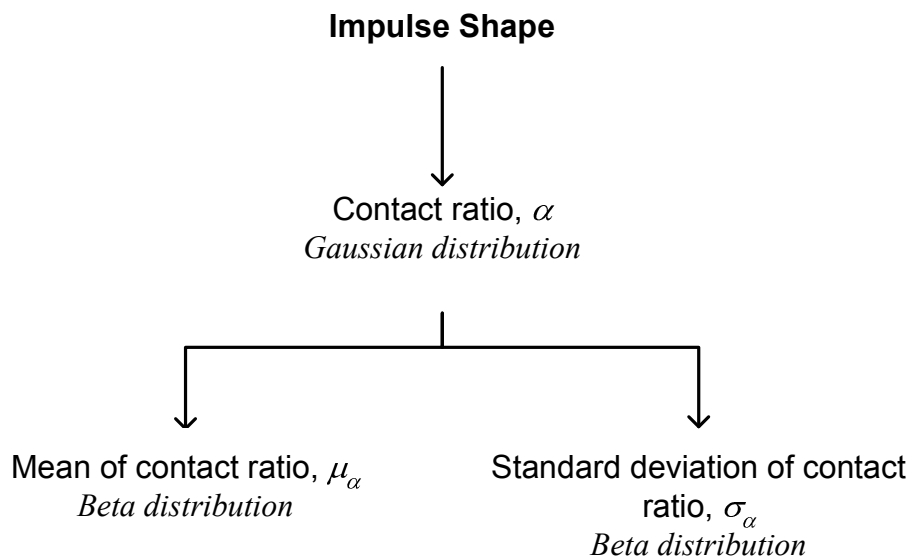 Impulse Shape
Contact ratio, α
Gaussian distribution
Mean of contact ratio, μα
Beta distribution
Standard deviation of contact
ratio, σα
Beta distribution